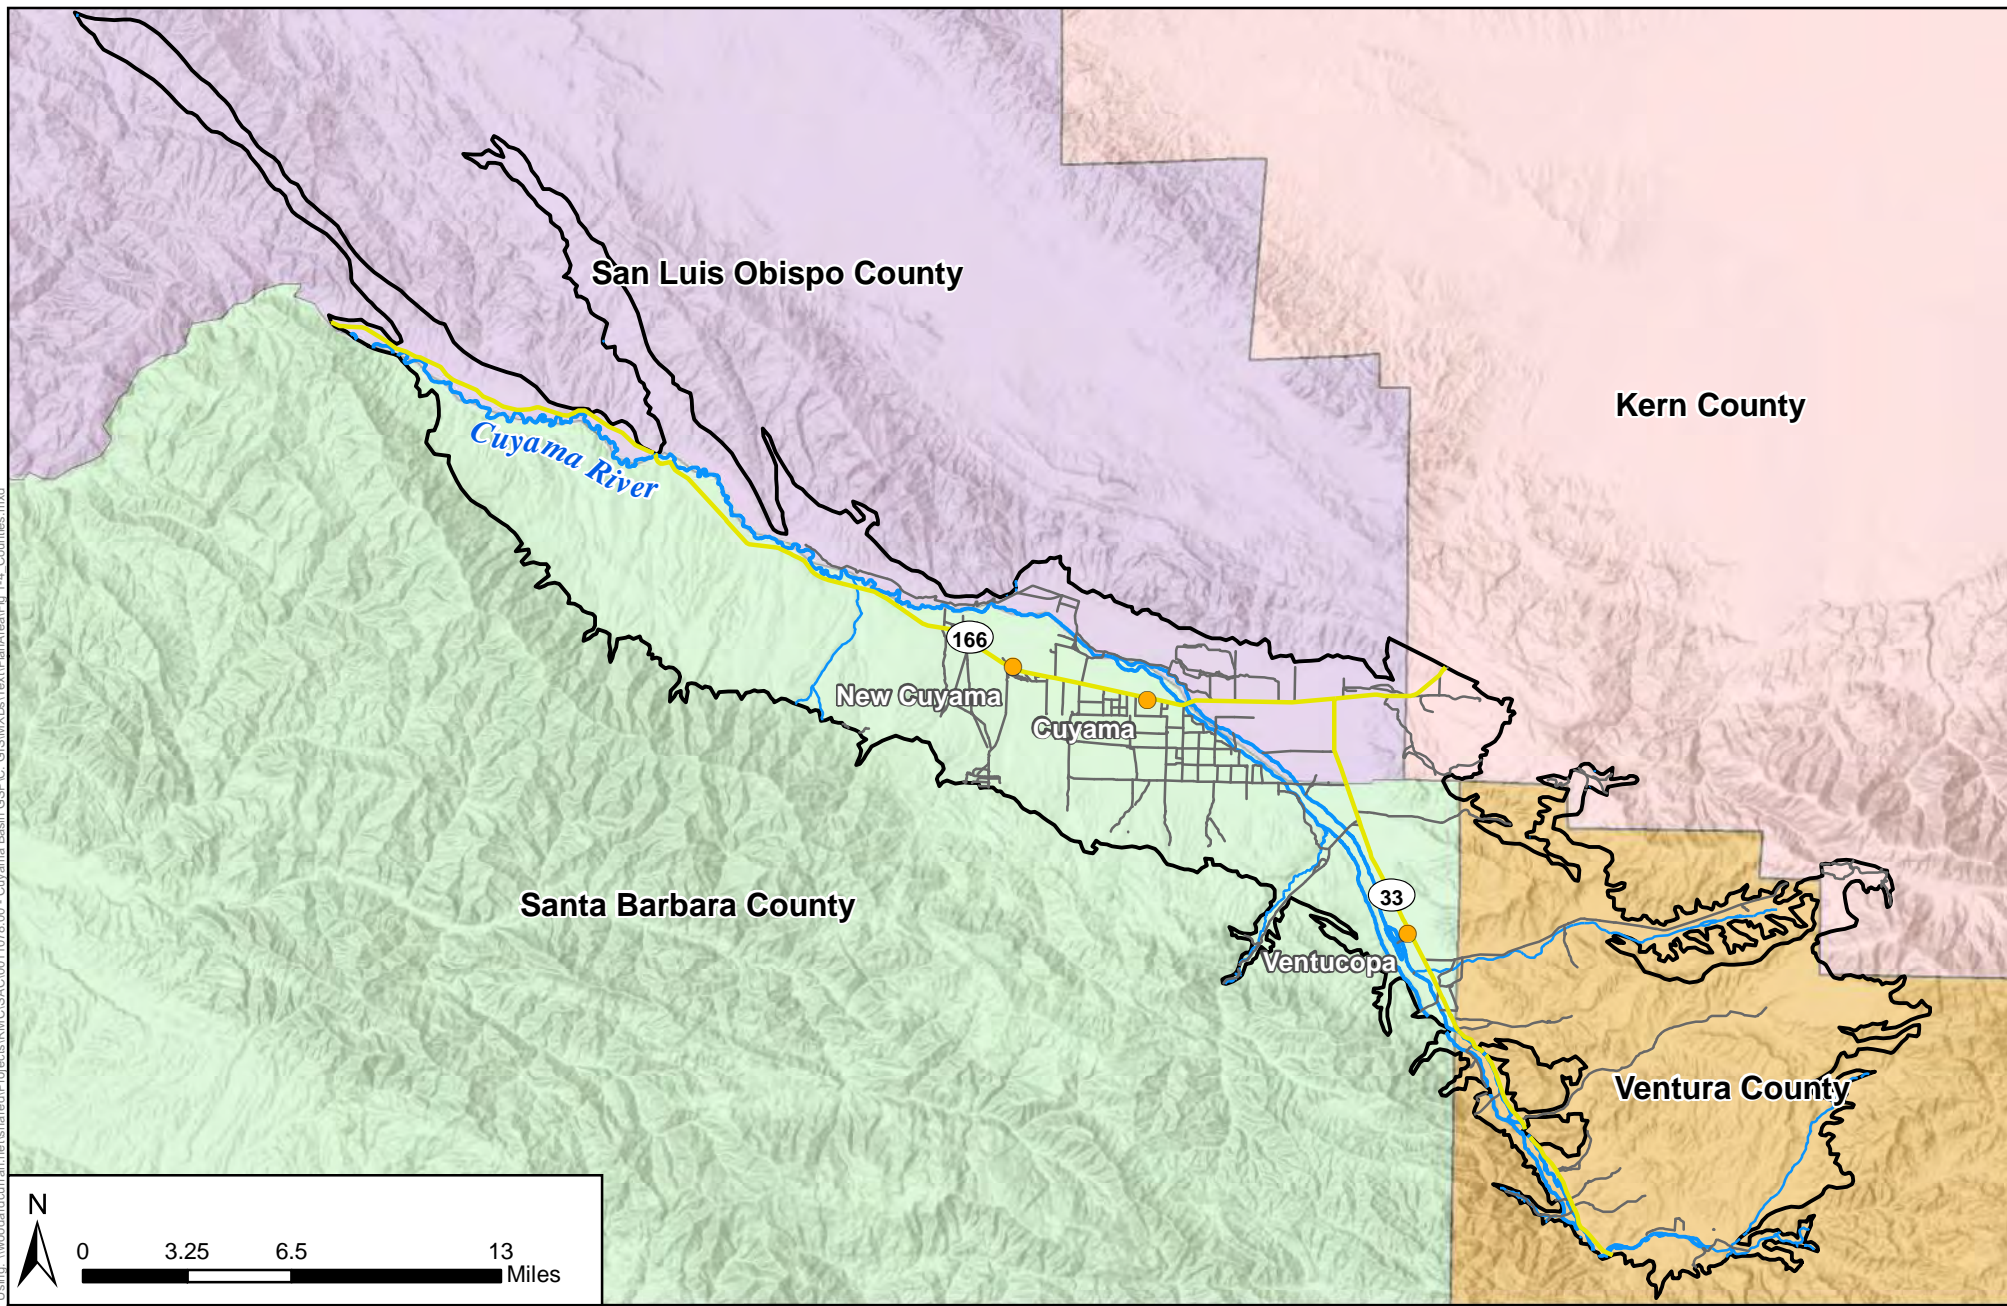 San Luis Obispo County
Kern County
Cuyama River
166
New Cuyama
Cuyama
33
Santa Barbara County
Ventucopa
Ventura County
N
0 3.25 6.5 13
Miles